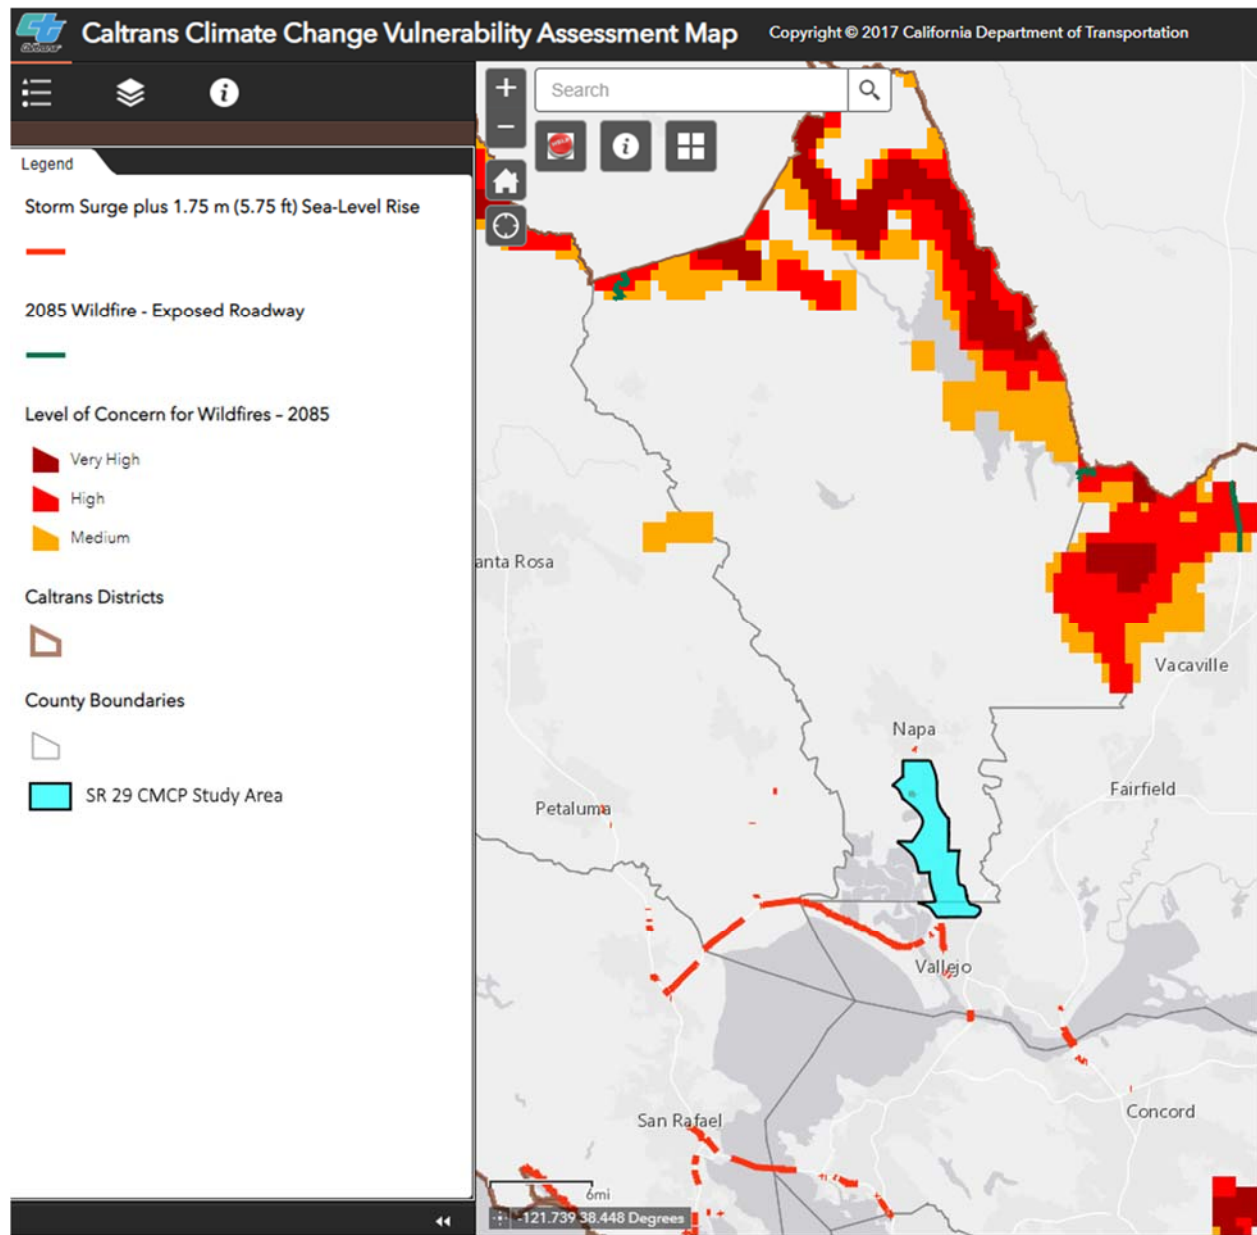 Caltrans Climate Change Vulnerability Assessment Map
Copyright © 2017 California Department of Transportation
Caltrans
Search
Legend
Storm Surge plus 1.75 m (5.75 ft) Sea-Level Rise
2085 Wildfire - Exposed Roadway
Level of Concern for Wildfires – 2085
Very High
High
Medium
Caltrans Districts
County Boundaries
SR 29 CMCP Study Area
anta Rosa
Vacaville
Napa
Fairfield
Petaluma
Vallejo
San Rafael
Concord
6mi
-121.739 38.448 Degrees